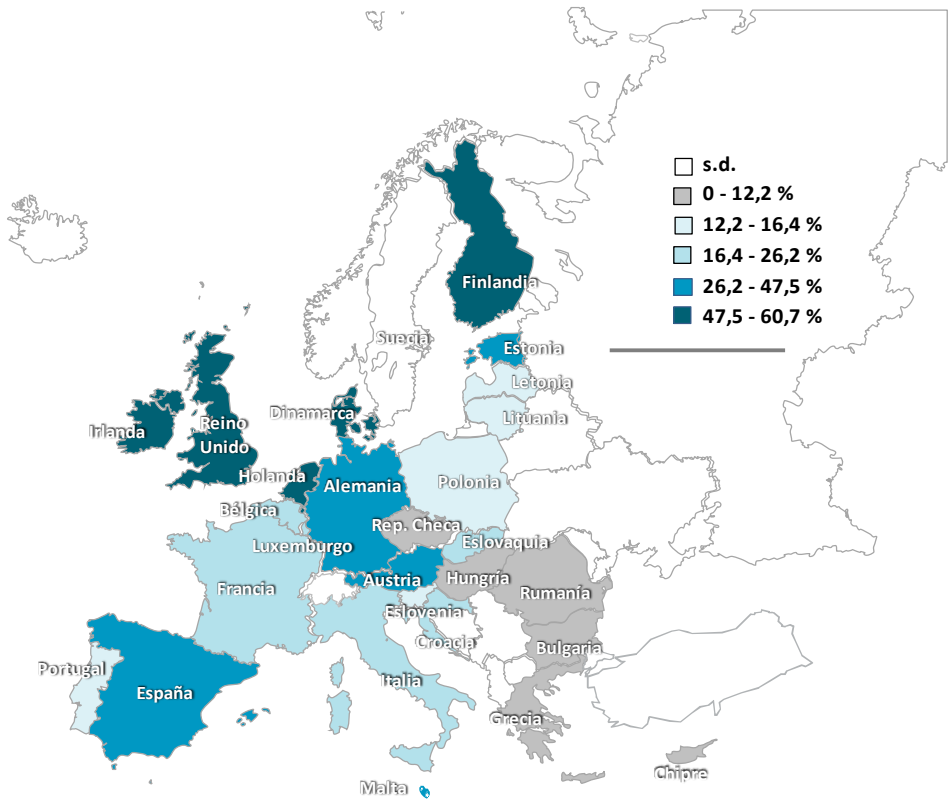 s.d.
0 - 12,2 %
12,2 - 16,4 %
16,4 - 26,2 %
26,2 - 47,5 %
47,5 - 60,7 %
Finlandia
Suecia
Estonia
Letonia
Lituania
Dinamarca
Irlanda
Reino
Unido
Holanda
Alemania
Polonia
Bélgica
Rep. Checa
Luxemburgo
Eslovaquia
Francia
Austria
Hungría
Rumanía
Eslovenia
Croacia
Bulgaria
Portugal
España
Italia
Grecia
Chipre
Malta